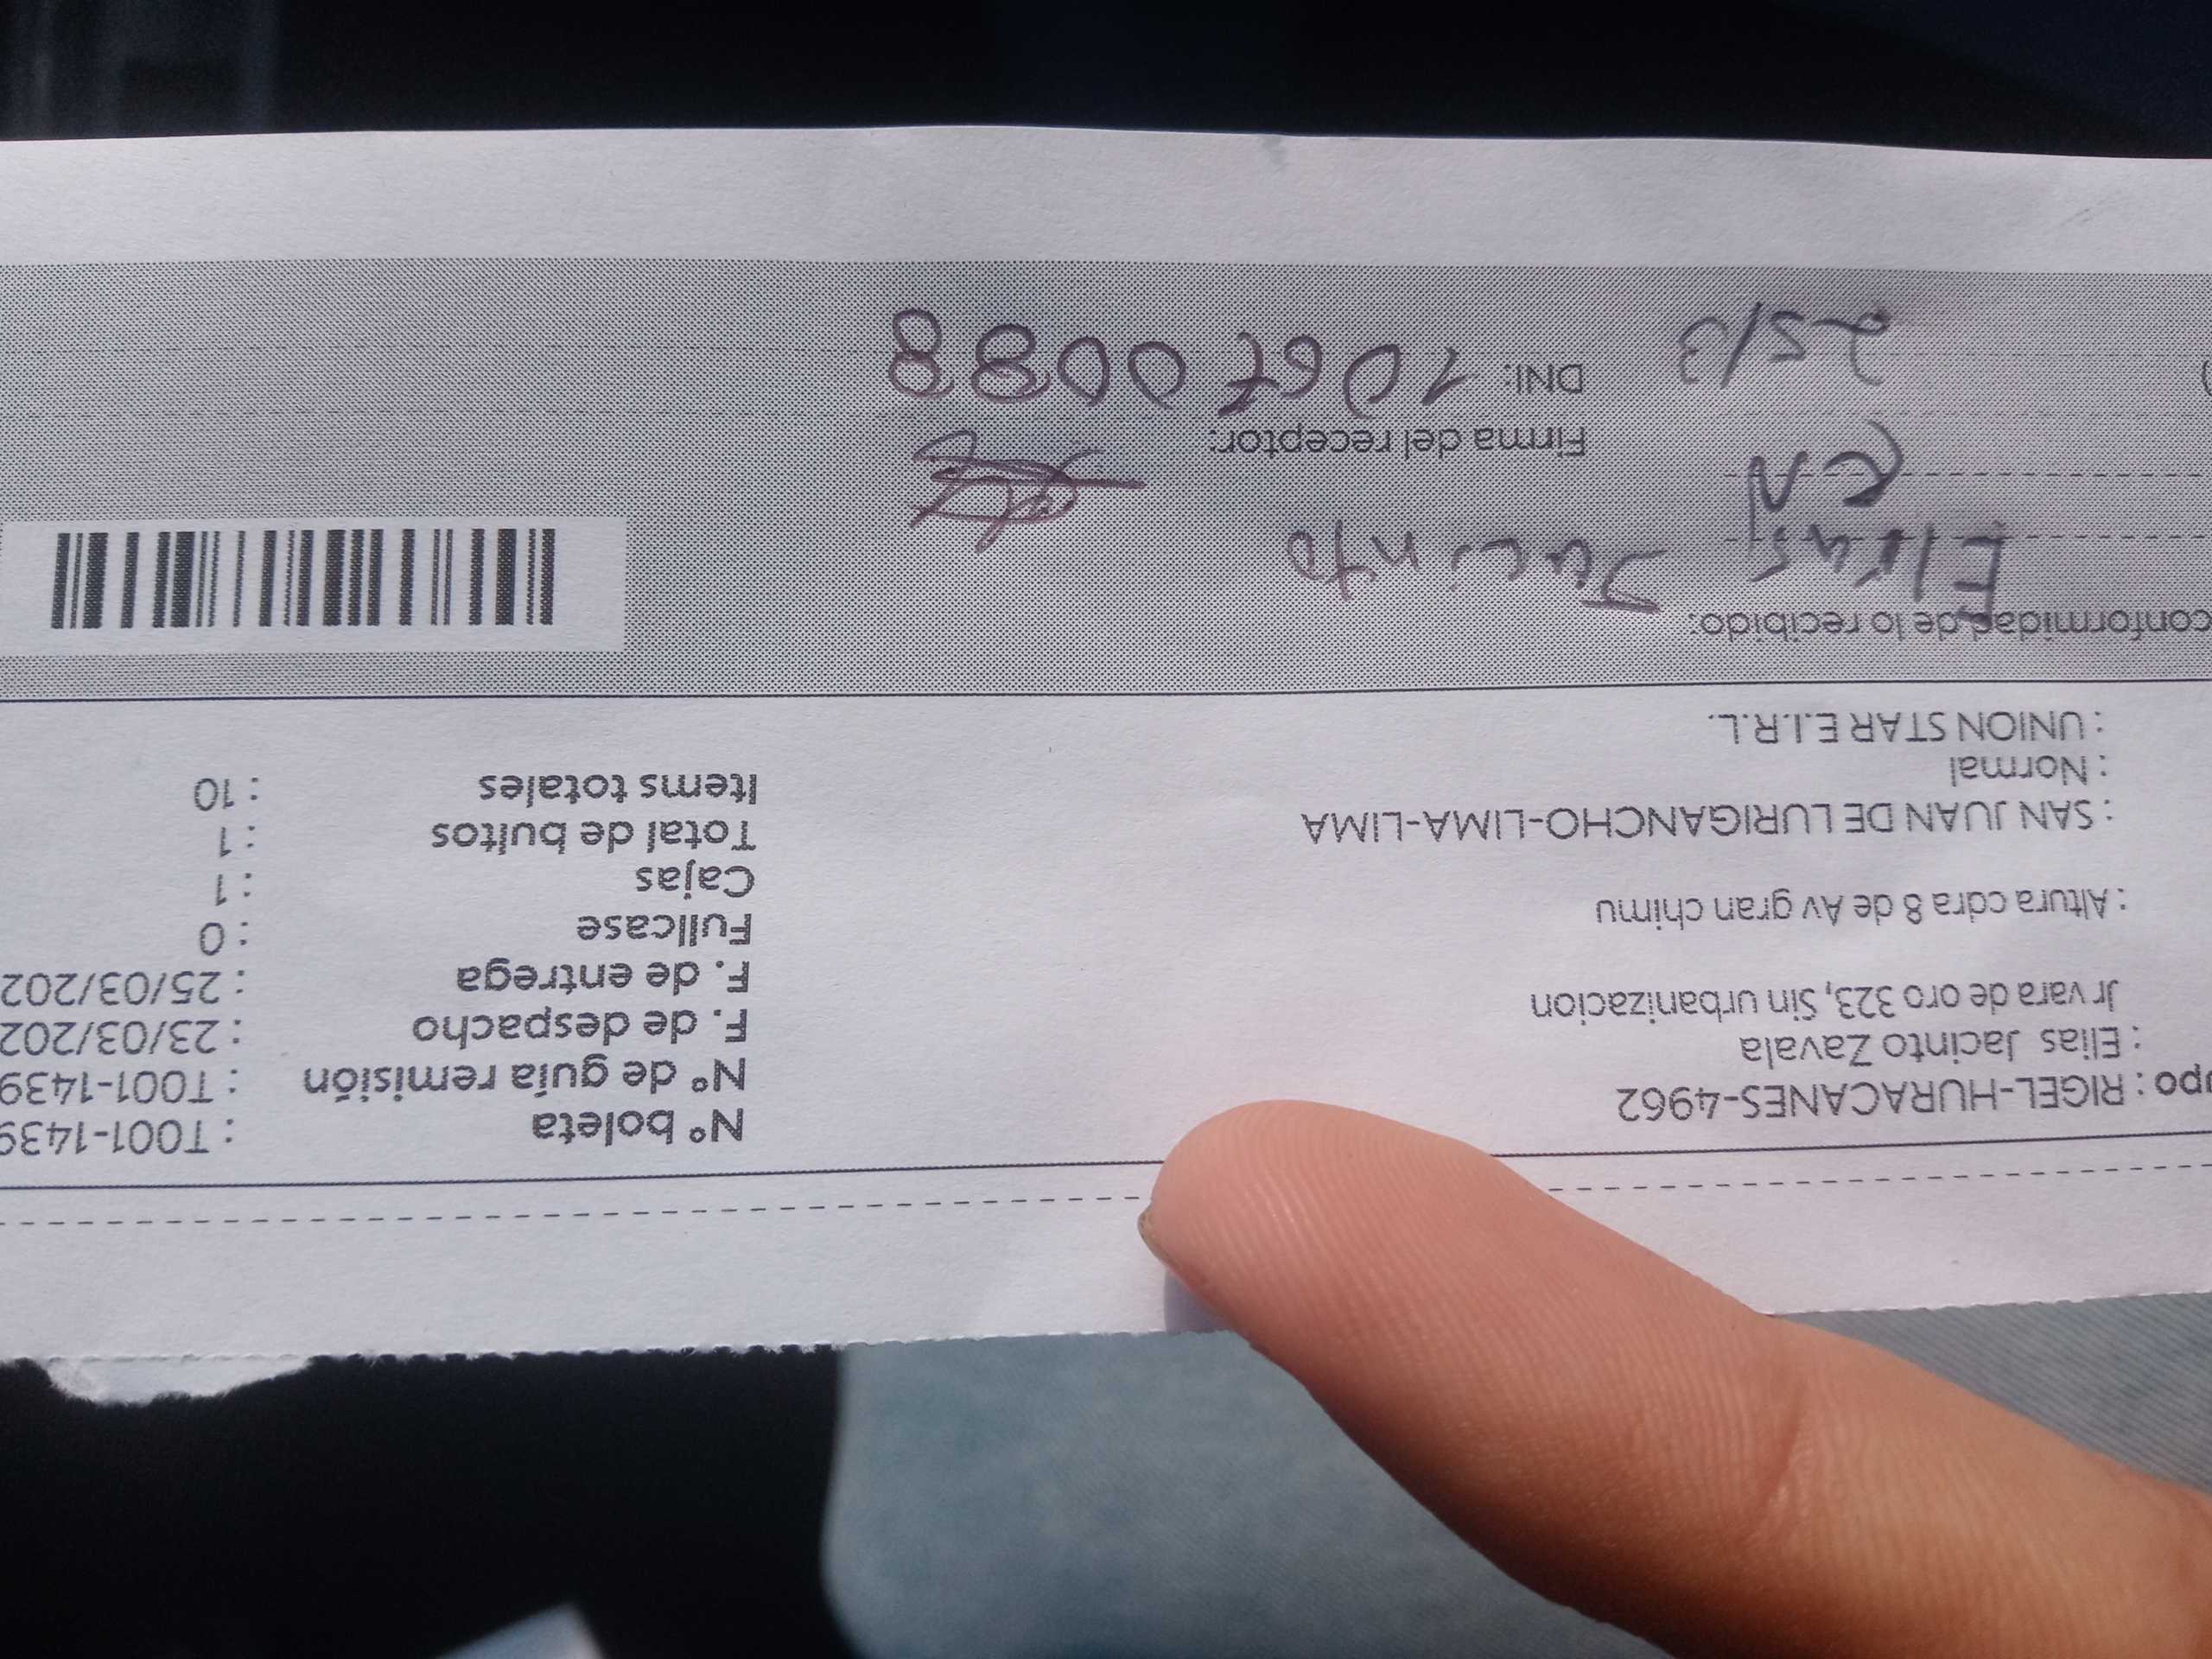 upo : RIGEL-HURACANES-4962
: Elias Jacinto Zavala
Jr vara de oro 323, Sin urbanizacion
: Altura cdra 8 de Av gran chimu
: SAN JUAN DE LURIGANCHO-LIMA-LIMA
: Normal
: UNION STAR E.I.R.L.
N° boleta : T001-1439
N° de guía remisión : T001-1439
F. de despacho : 23/03/202
F. de entrega : 25/03/202
Fullcase : 0
Cajas : 1
Total de bultos : 1
Items totales : 10
conformidad de lo recibido:
Elias Jacinto
Firma del receptor:
DNI: 10670088
25/3